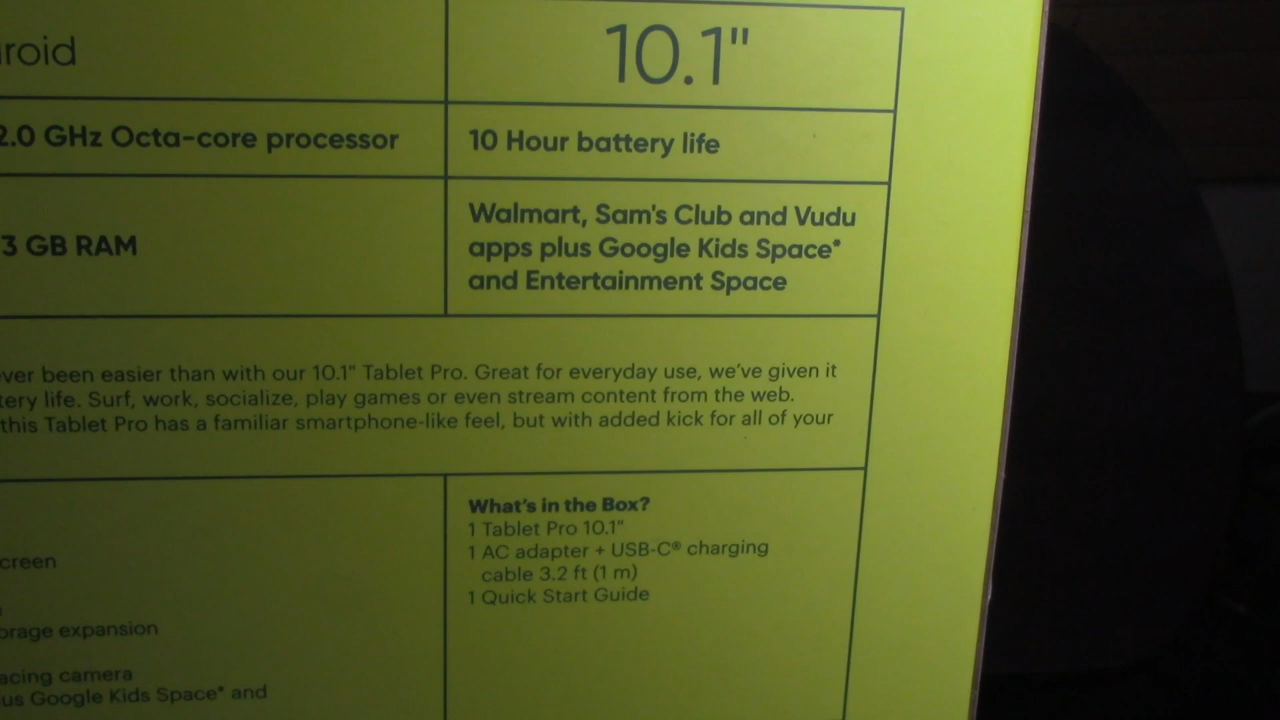 roid
10.1"
2.0 GHz Octa-core processor
10 Hour battery life
3 GB RAM
Walmart, Sam's Club and Vudu
apps plus Google Kids Space*
and Entertainment Space
ver been easier than with our 10.1" Tablet Pro. Great for everyday use, we've given it
tery life. Surf, work, socialize, play games or even stream content from the web.
this Tablet Pro has a familiar smartphone-like feel, but with added kick for all of your
creen
orage expansion
acing camera
us Google Kids Space* and
What's in the Box?
1 Tablet Pro 10.1"
1 AC adapter + USB-C® charging
cable 3.2 ft (1 m)
1 Quick Start Guide